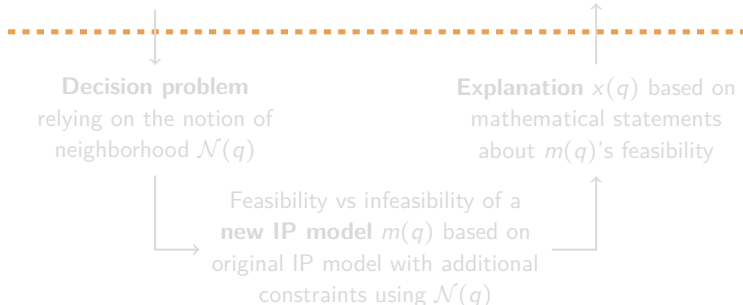 Decision problem
relying on the notion of
neighborhood 𝒩(q)
Explanation x(q) based on
mathematical statements
about m(q)'s feasibility
Feasibility vs infeasibility of a
new IP model m(q) based on
original IP model with additional
constraints using 𝒩(q)